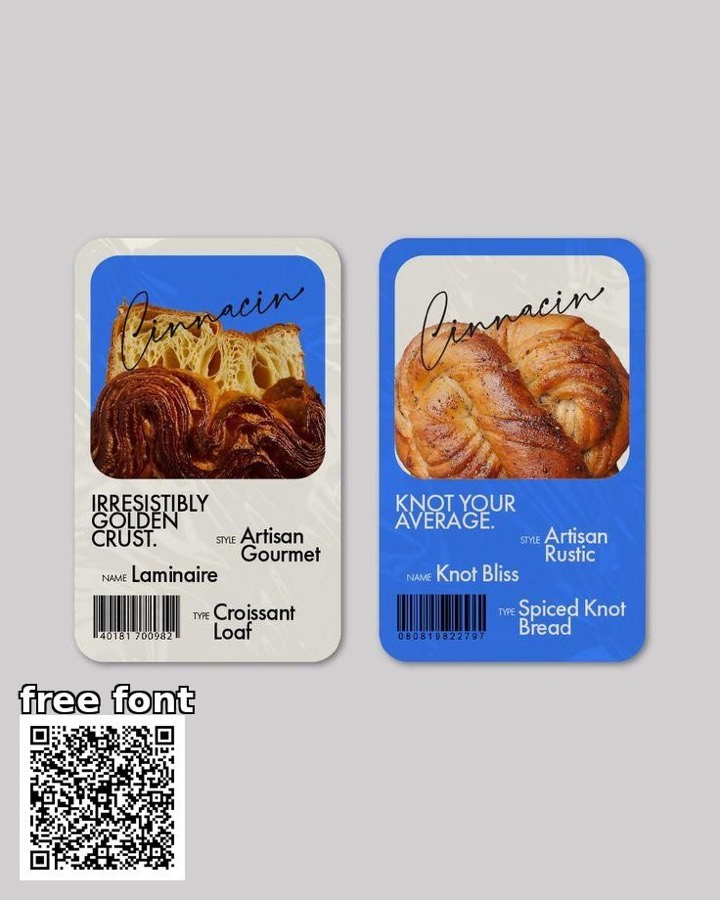 Cinnacin
IRRESISTIBLY
GOLDEN
CRUST.
STYLE Artisan
Gourmet
NAME Laminaire
TYPE Croissant
Loaf
40181 700982
Cinnacin
KNOT YOUR
AVERAGE.
STYLE Artisan
Rustic
NAME Knot Bliss
TYPE Spiced Knot
Bread
080819822797
free font